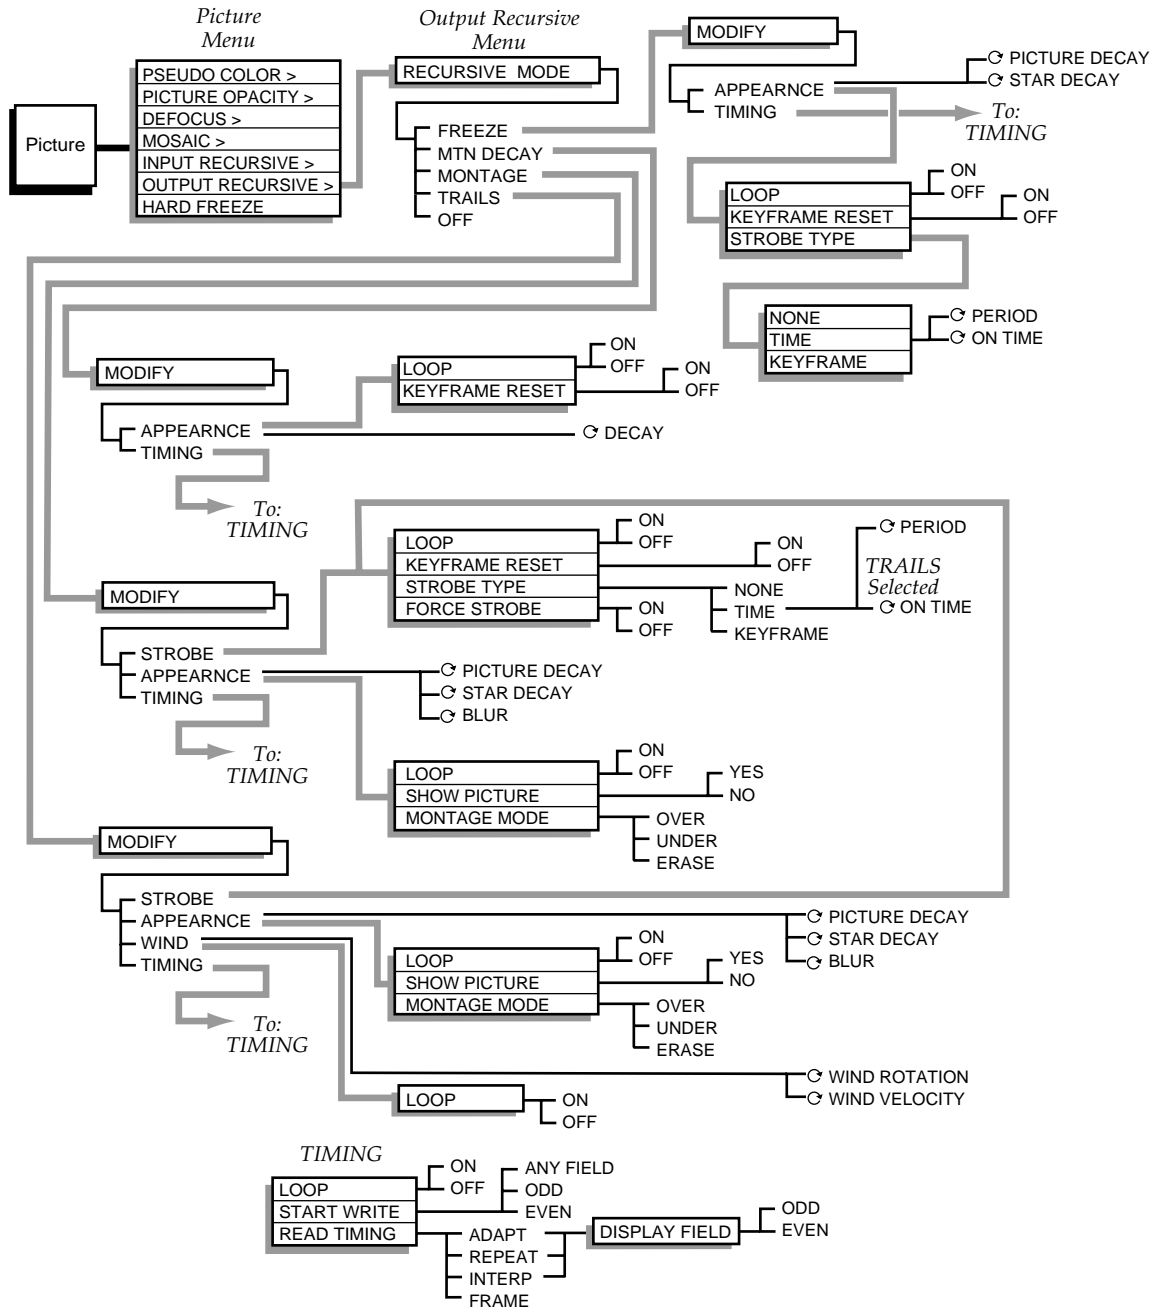 Picture
Menu
Output Recursive
Menu
Picture
PSEUDO COLOR >
PICTURE OPACITY >
DEFOCUS >
MOSAIC >
INPUT RECURSIVE >
OUTPUT RECURSIVE >
HARD FREEZE
RECURSIVE MODE
FREEZE
MTN DECAY
MONTAGE
TRAILS
OFF
MODIFY
APPEARNCE
TIMING
PICTURE DECAY
STAR DECAY
To:
TIMING
LOOP
KEYFRAME RESET
STROBE TYPE
ON
OFF
ON
OFF
NONE
TIME
KEYFRAME
PERIOD
ON TIME
MODIFY
APPEARNCE
TIMING
LOOP
KEYFRAME RESET
ON
OFF
ON
OFF
DECAY
To:
TIMING
MODIFY
STROBE
APPEARNCE
TIMING
LOOP
KEYFRAME RESET
STROBE TYPE
FORCE STROBE
ON
OFF
ON
OFF
NONE
TIME
KEYFRAME
ON
OFF
PERIOD
TRAILS
Selected
ON TIME
PICTURE DECAY
STAR DECAY
BLUR
To:
TIMING
LOOP
SHOW PICTURE
MONTAGE MODE
ON
OFF
YES
NO
OVER
UNDER
ERASE
MODIFY
STROBE
APPEARNCE
WIND
TIMING
PICTURE DECAY
STAR DECAY
BLUR
LOOP
SHOW PICTURE
MONTAGE MODE
ON
OFF
YES
NO
OVER
UNDER
ERASE
To:
TIMING
WIND ROTATION
WIND VELOCITY
LOOP
ON
OFF
TIMING
LOOP
START WRITE
READ TIMING
ON
OFF
ANY FIELD
ODD
EVEN
ADAPT
REPEAT
INTERP
FRAME
DISPLAY FIELD
ODD
EVEN